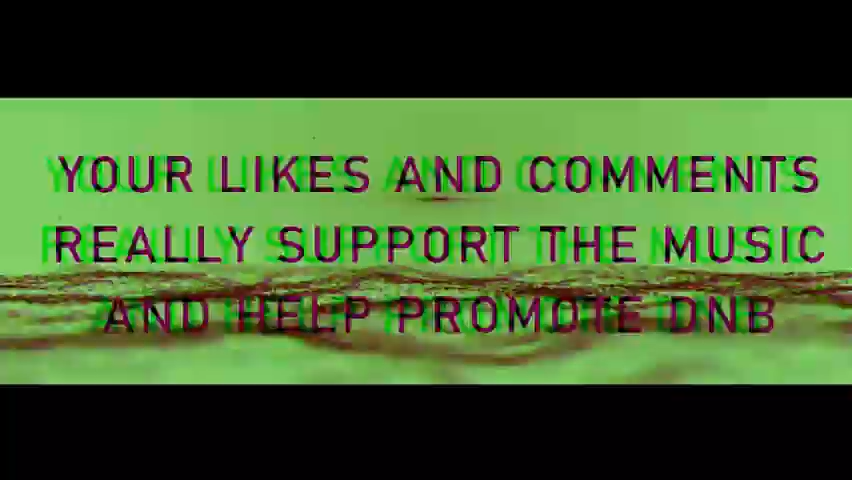 YOUR LIKES AND COMMENTS
REALLY SUPPORT THE MUSIC
AND HELP PROMOTE DNB